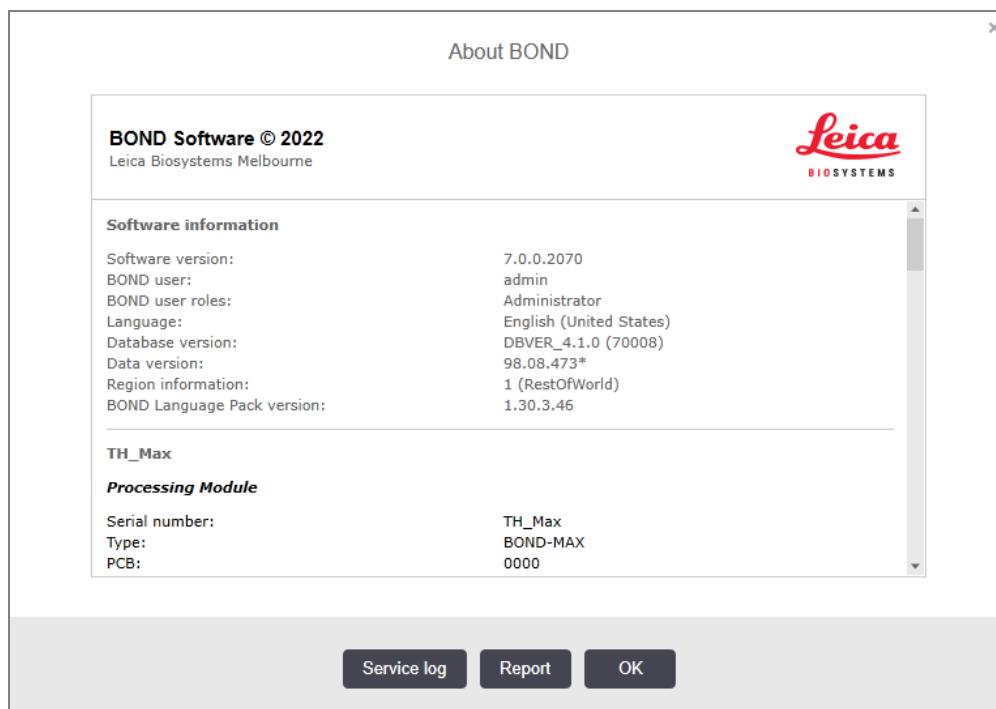 About BOND
BOND Software © 2022
Leica Biosystems Melbourne
Leica
BIOSYSTEMS
Software information
Software version: 7.0.0.2070
BOND user: admin
BOND user roles: Administrator
Language: English (United States)
Database version: DBVER_4.1.0 (70008)
Data version: 98.08.473*
Region information: 1 (RestOfWorld)
BOND Language Pack version: 1.30.3.46
TH_Max
Processing Module
Serial number: TH_Max
Type: BOND-MAX
PCB: 0000
Service log Report OK